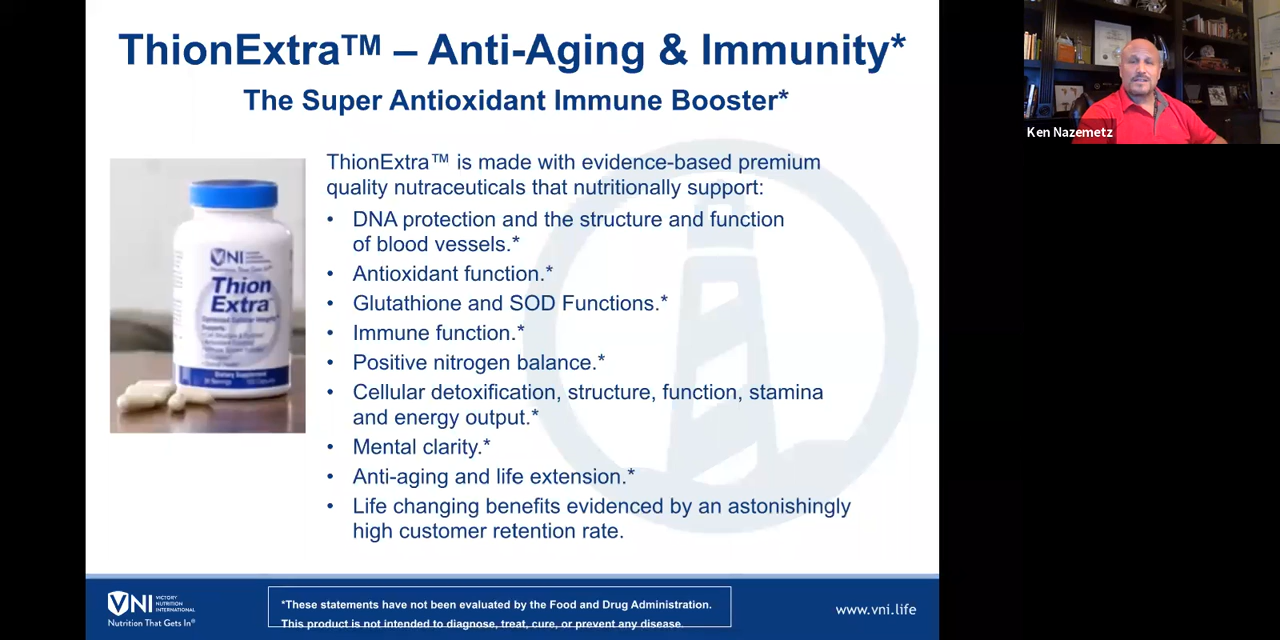 ThionExtra™ – Anti-Aging & Immunity*
The Super Antioxidant Immune Booster*
ThionExtra™ is made with evidence-based premium
quality nutraceuticals that nutritionally support:
• DNA protection and the structure and function
of blood vessels.*
• Antioxidant function.*
• Glutathione and SOD Functions.*
• Immune function.*
• Positive nitrogen balance.*
• Cellular detoxification, structure, function, stamina
and energy output.*
• Mental clarity.*
• Anti-aging and life extension.*
• Life changing benefits evidenced by an astonishingly
high customer retention rate.
VNI
Nutrition That Gets In
Thion
Extra
Supports:
Dietary Supplement
VNI
VICTORY
NUTRITION
INTERNATIONAL
Nutrition That Gets In®
*These statements have not been evaluated by the Food and Drug Administration.
This product is not intended to diagnose, treat, cure, or prevent any disease.
www.vni.life
Ken Nazemetz